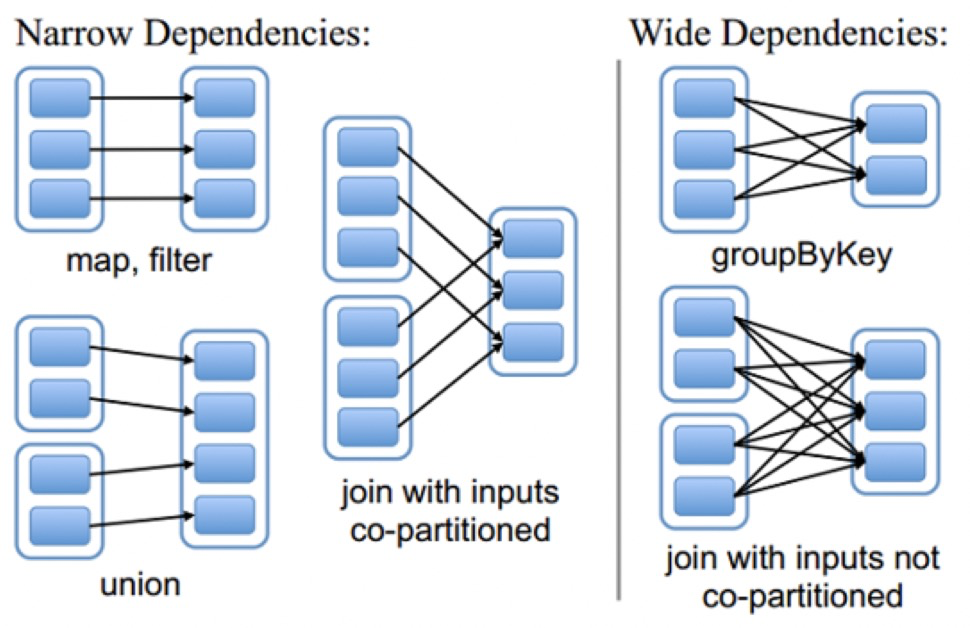 Narrow Dependencies:
Wide Dependencies:
map, filter
groupByKey
join with inputs
co-partitioned
union
join with inputs not
co-partitioned